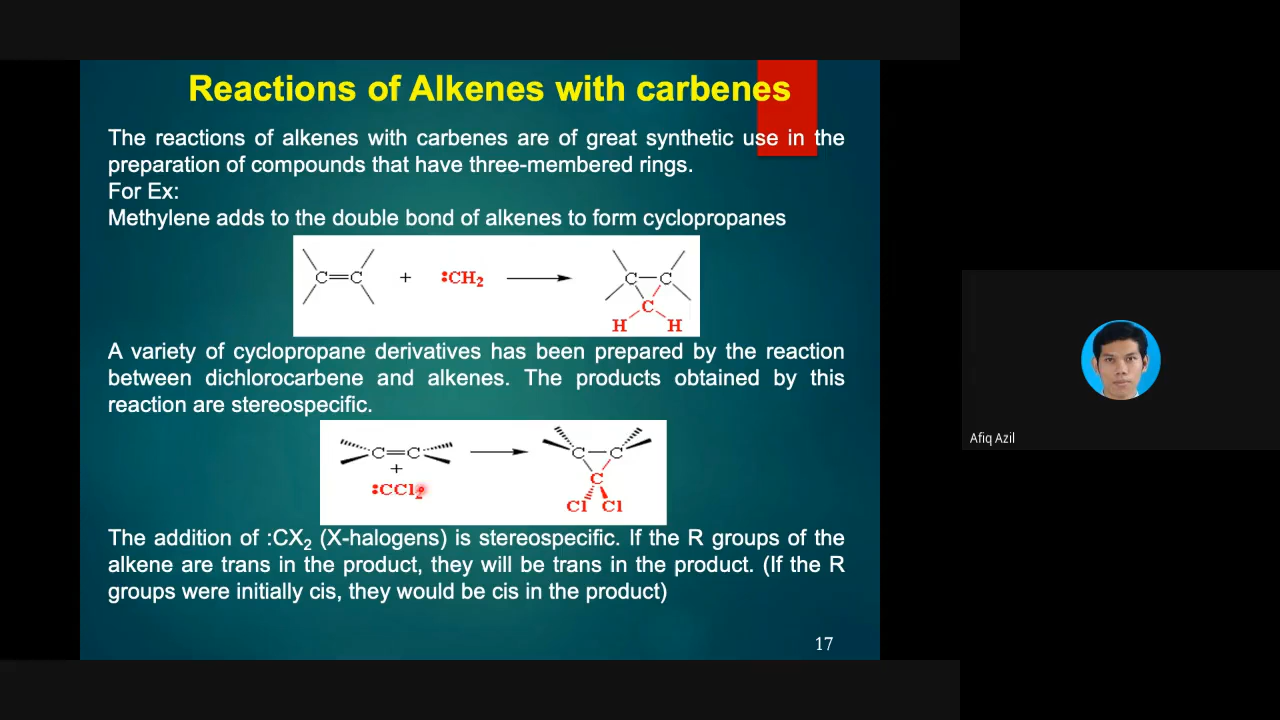 Reactions of Alkenes with carbenes
The reactions of alkenes with carbenes are of great synthetic use in the
preparation of compounds that have three-membered rings.
For Ex:
Methylene adds to the double bond of alkenes to form cyclopropanes
C=C + :CH₂ C—C
C
H H
A variety of cyclopropane derivatives has been prepared by the reaction
between dichlorocarbene and alkenes. The products obtained by this
reaction are stereospecific.
C=C C—C
+
:CCl₂ C
Cl Cl
The addition of :CX₂ (X-halogens) is stereospecific. If the R groups of the
alkene are trans in the product, they will be trans in the product. (If the R
groups were initially cis, they would be cis in the product)
17
Afiq Azil